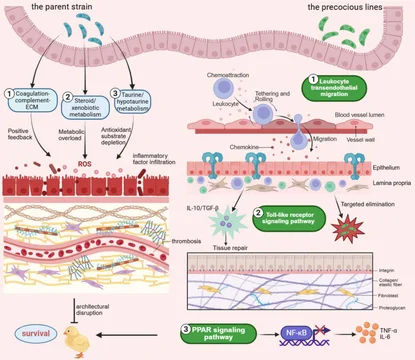 the parent strain
the precocious lines
1 Coagulation-
complement-
ECM
2 Steroid/
xenobiotic
metabolism
3 Taurine/
hypotaurine
metabolism
Positive
feedback
Metabolic
overload
Antioxidant
substrate
depletion
ROS
inflammatory
factor infiltration
thrombosis
architectural
disruption
survival
Chemoattraction
Leukocyte
Tethering and
Rolling
1 Leukocyte
transendothelial
migration
Blood vessel lumen
Vessel wall
Migration
Chemokine
Epithelium
Lamina propria
IL-10/TGF-β
2 Toll-like receptor
signaling pathway
Targeted elimination
Tissue repair
Integrin
Collagen/
elastic fiber
Fibroblast
Proteoglycan
3 PPAR signaling
pathway
NF-κB
TNF-α
IL-6